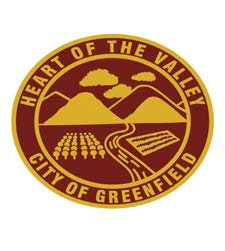 HEART OF THE VALLEY
CITY OF GREENFIELD